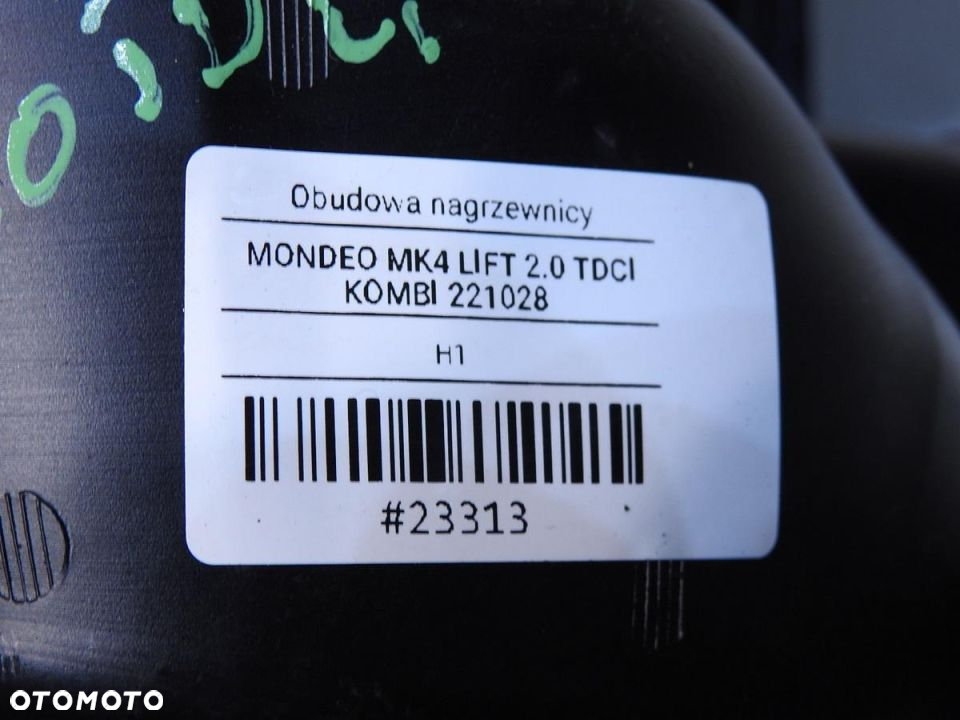 Obudowa nagrzewnicy
MONDEO MK4 LIFT 2.0 TDCI
KOMBI 221028
H1
#23313
OTOMOTO